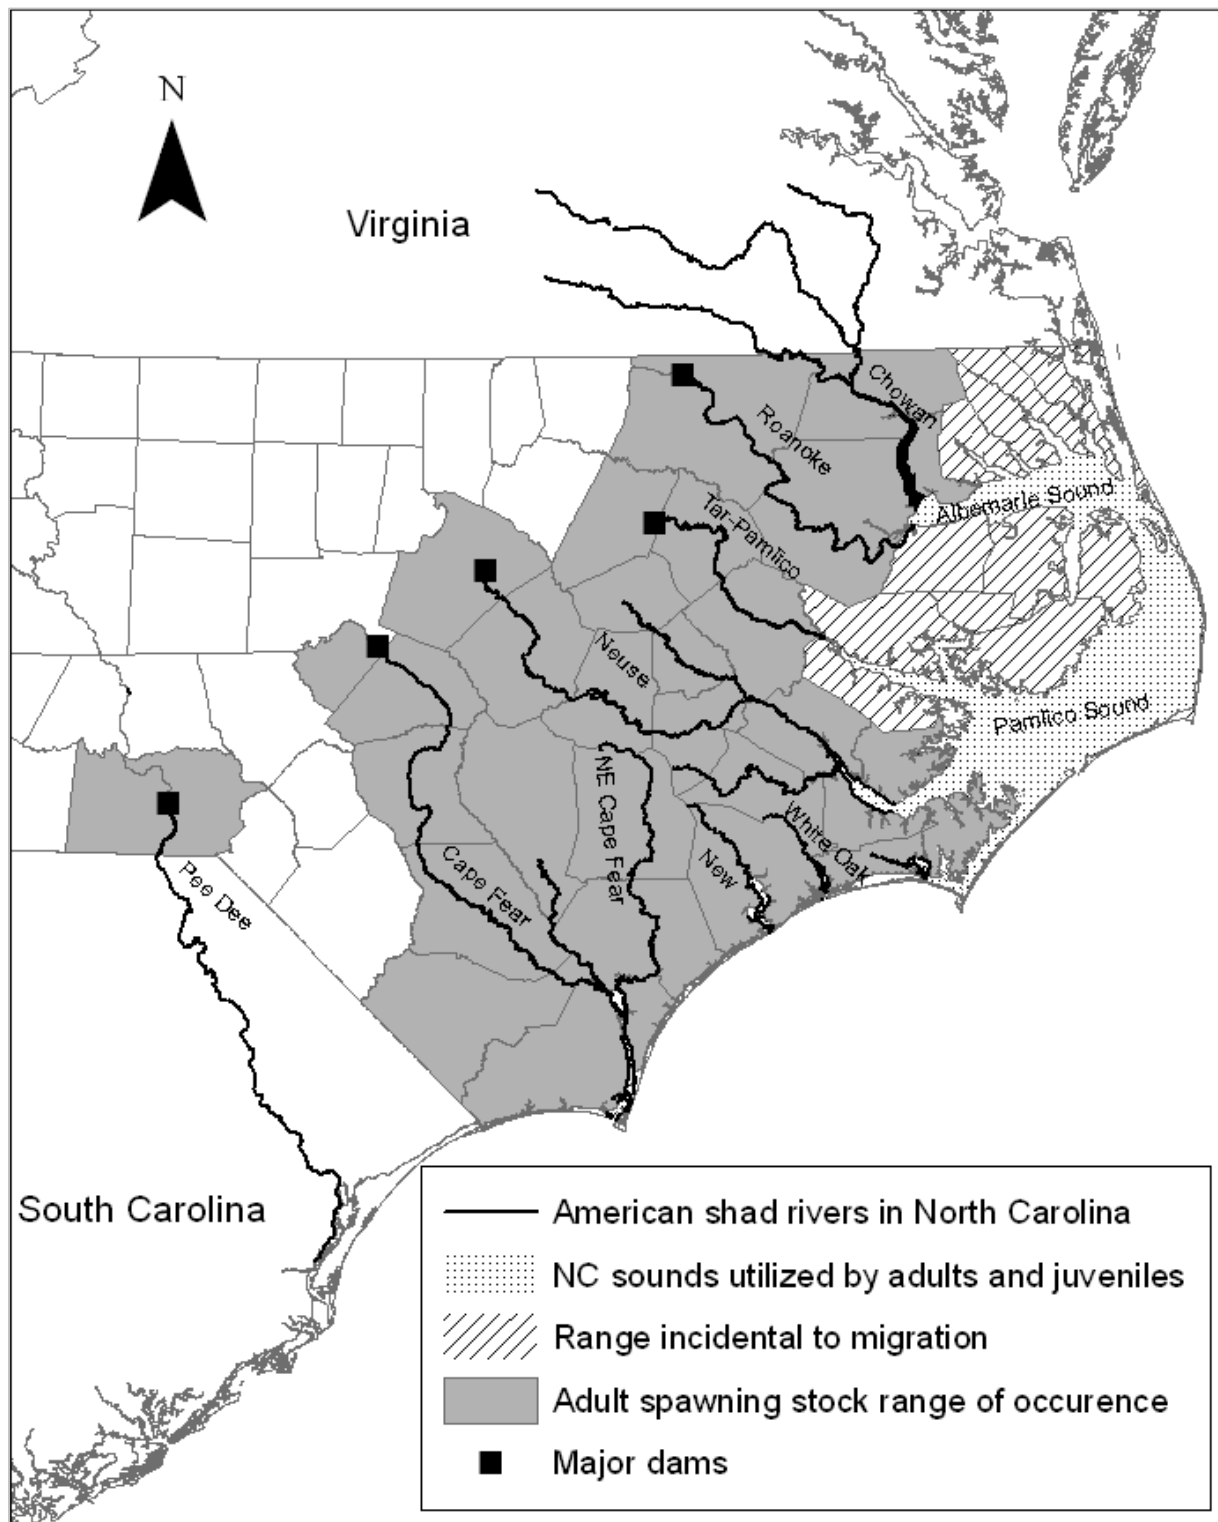 N
Virginia
Chowan
Roanoke
Albemarle Sound
Tar-Pamlico
Neuse
Pamlico Sound
NE Cape Fear
White Oak
New
Cape Fear
Pee Dee
South Carolina
American shad rivers in North Carolina
NC sounds utilized by adults and juveniles
Range incidental to migration
Adult spawning stock range of occurence
Major dams